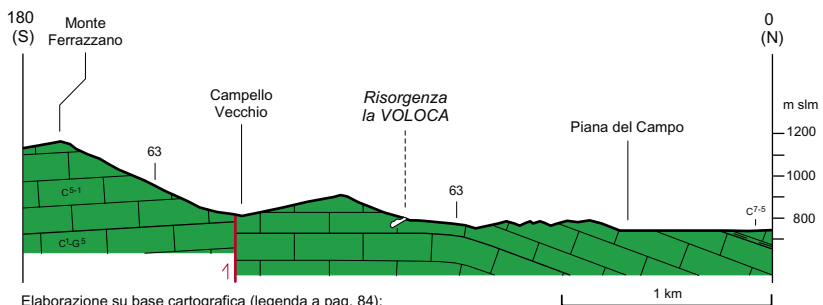 180
(S)
Monte
Ferrazzano
0
(N)
Campello
Vecchio
Risorgenza
la VOLOCA
Piana del Campo
m slm
1200
1000
800
63
63
C5-1
C1-G5
C7-5
1 km
Elaborazione su base cartografica (legenda a pag. 84):